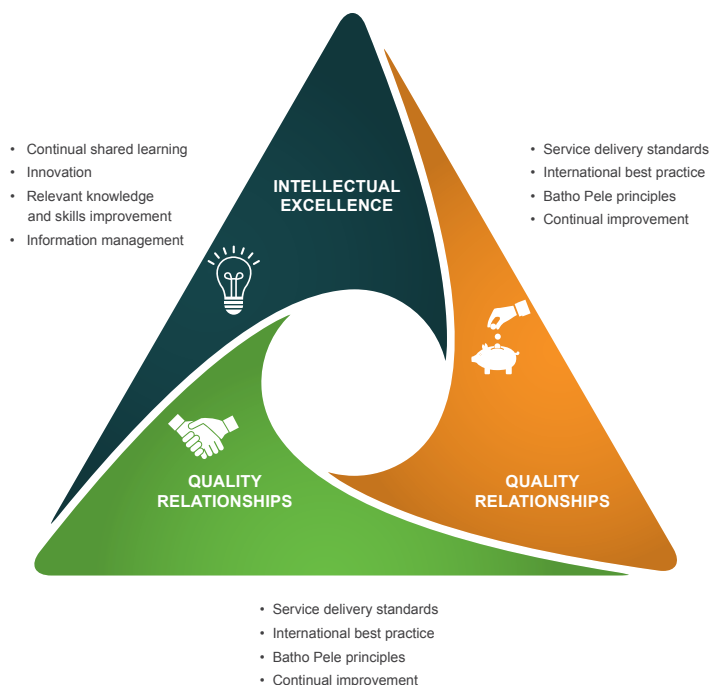 • Continual shared learning
• Innovation
• Relevant knowledge
and skills improvement
• Information management
INTELLECTUAL
EXCELLENCE
• Service delivery standards
• International best practice
• Batho Pele principles
• Continual improvement
QUALITY
RELATIONSHIPS
QUALITY
RELATIONSHIPS
• Service delivery standards
• International best practice
• Batho Pele principles
• Continual improvement